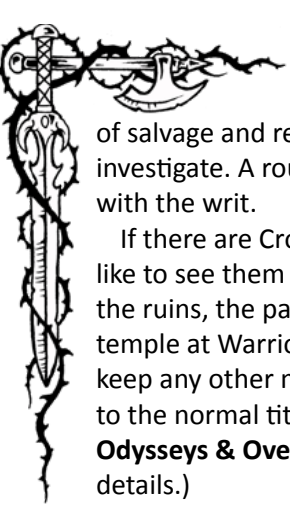 of salvage and re
investigate. A rou
with the writ.
If there are Cro
like to see them
the ruins, the pa
temple at Warric
keep any other n
to the normal tit
Odysseys & Ove
details.)